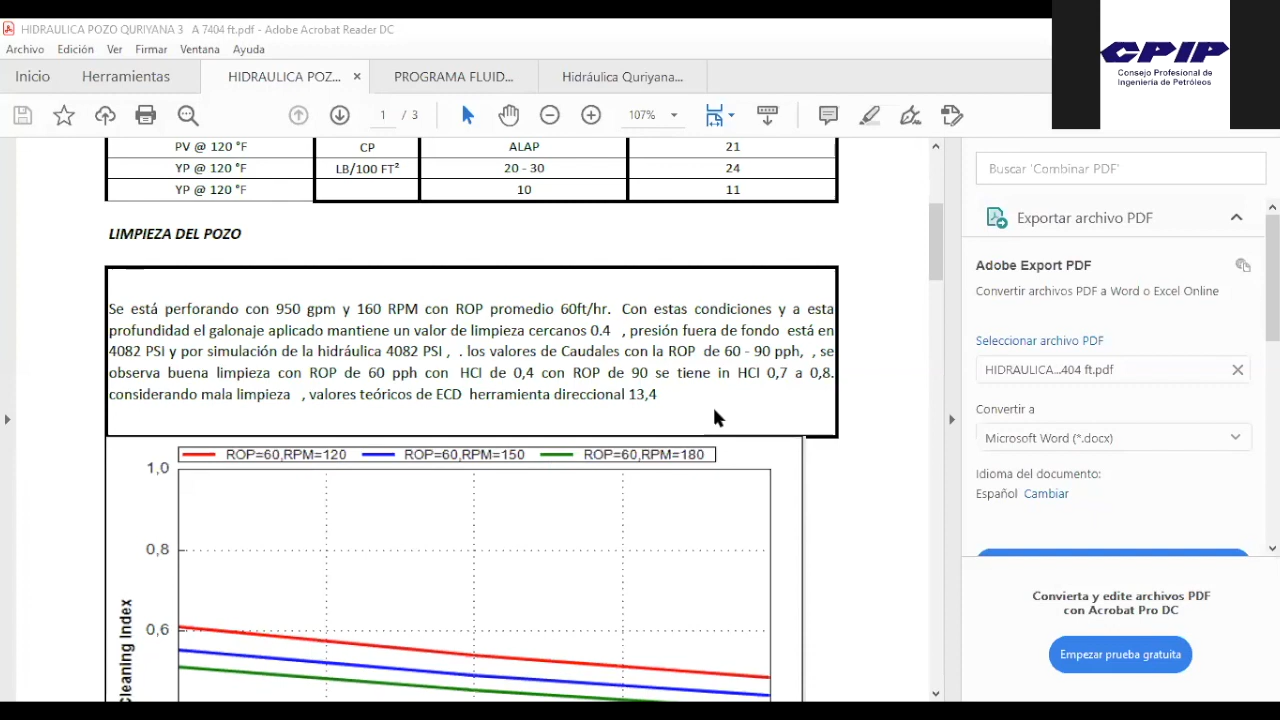 HIDRAULICA POZO QURIYANA 3 A 7404 ft.pdf - Adobe Acrobat Reader DC
Archivo Edición Ver Firmar Ventana Ayuda
Inicio Herramientas HIDRAULICA POZ... × PROGRAMA FLUID... Hidráulica Quriyana...
1 / 3 107%
CPIP
Consejo Profesional de
Ingeniería de Petróleos
PV @ 120 °F CP ALAP 21
YP @ 120 °F LB/100 FT² 20 - 30 24
YP @ 120 °F 10 11
LIMPIEZA DEL POZO
Se está perforando con 950 gpm y 160 RPM con ROP promedio 60ft/hr. Con estas condiciones y a esta
profundidad el galonaje aplicado mantiene un valor de limpieza cercanos 0.4 , presión fuera de fondo está en
4082 PSI y por simulación de la hidráulica 4082 PSI , . los valores de Caudales con la ROP de 60 - 90 pph, , se
observa buena limpieza con ROP de 60 pph con HCI de 0,4 con ROP de 90 se tiene in HCI 0,7 a 0,8.
considerando mala limpieza , valores teóricos de ECD herramienta direccional 13,4
ROP=60,RPM=120 ROP=60,RPM=150 ROP=60,RPM=180
1,0
0,8
0,6
Cleaning Index
Buscar 'Combinar PDF'
Exportar archivo PDF
Adobe Export PDF
Convertir archivos PDF a Word o Excel Online
Seleccionar archivo PDF
HIDRAULICA...404 ft.pdf
Convertir a
Microsoft Word (*.docx)
Idioma del documento:
Español Cambiar
Convierta y edite archivos PDF
con Acrobat Pro DC
Empezar prueba gratuita